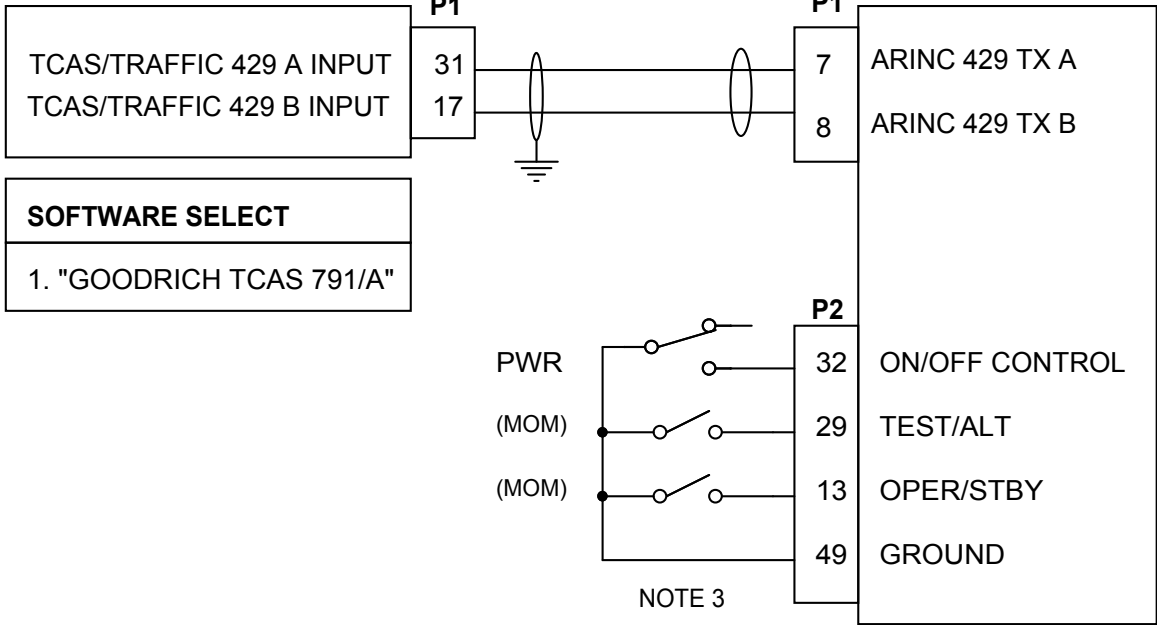 P1
TCAS/TRAFFIC 429 A INPUT 31
TCAS/TRAFFIC 429 B INPUT 17
SOFTWARE SELECT
1. "GOODRICH TCAS 791/A"
P1
7 ARINC 429 TX A
8 ARINC 429 TX B
P2
PWR 32 ON/OFF CONTROL
(MOM) 29 TEST/ALT
(MOM) 13 OPER/STBY
49 GROUND
NOTE 3